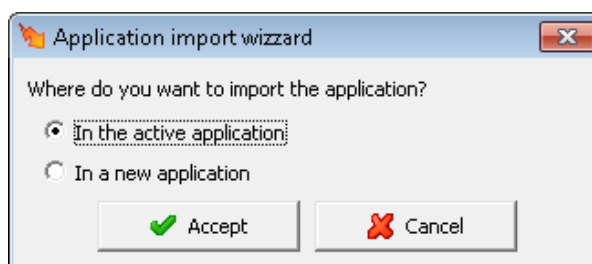 Application import wizzard
Where do you want to import the application?
In the active application
In a new application
Accept Cancel